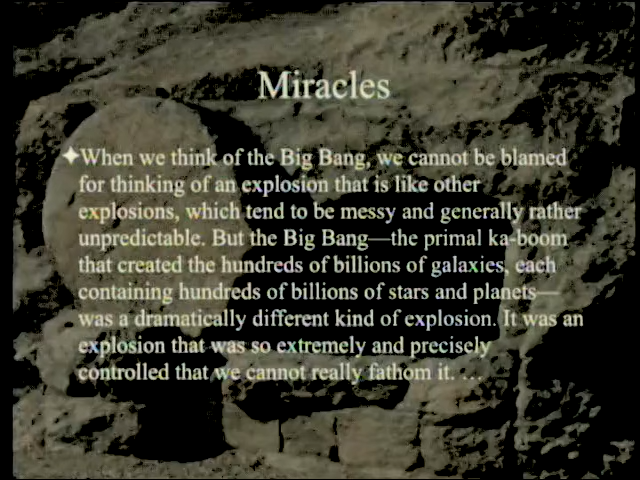 Miracles
✦When we think of the Big Bang, we cannot be blamed
for thinking of an explosion that is like other
explosions, which tend to be messy and generally rather
unpredictable. But the Big Bang—the primal ka-boom
that created the hundreds of billions of galaxies, each
containing hundreds of billions of stars and planets—
was a dramatically different kind of explosion. It was an
explosion that was so extremely and precisely
controlled that we cannot really fathom it. …